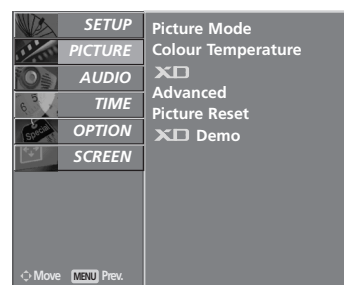 SETUP
PICTURE
AUDIO
TIME
OPTION
SCREEN
Picture Mode
Colour Temperature
XD
Advanced
Picture Reset
XD Demo
Move MENU Prev.